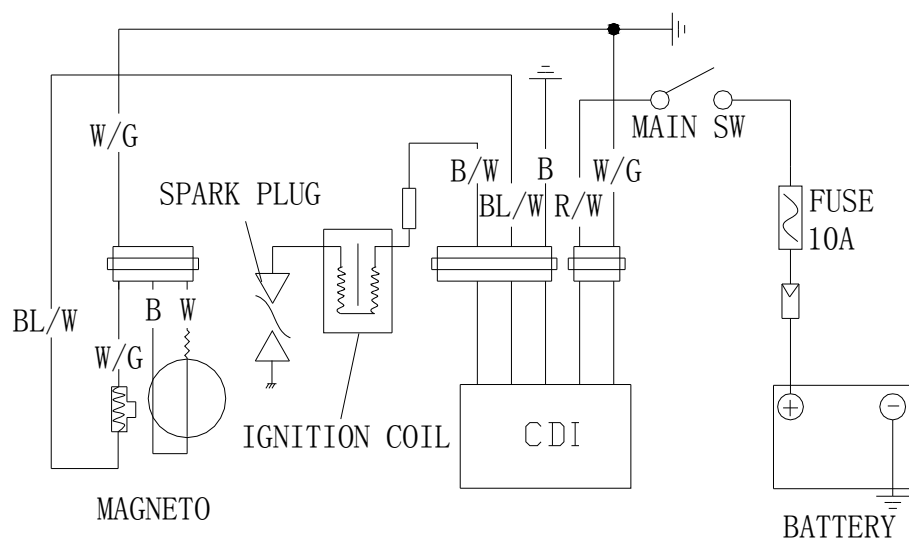 MAIN SW
W/G
B/W
B
W/G
SPARK PLUG
BL/W
R/W
FUSE
10A
B
W
BL/W
W/G
+
-
IGNITION COIL
CDI
MAGNETO
BATTERY